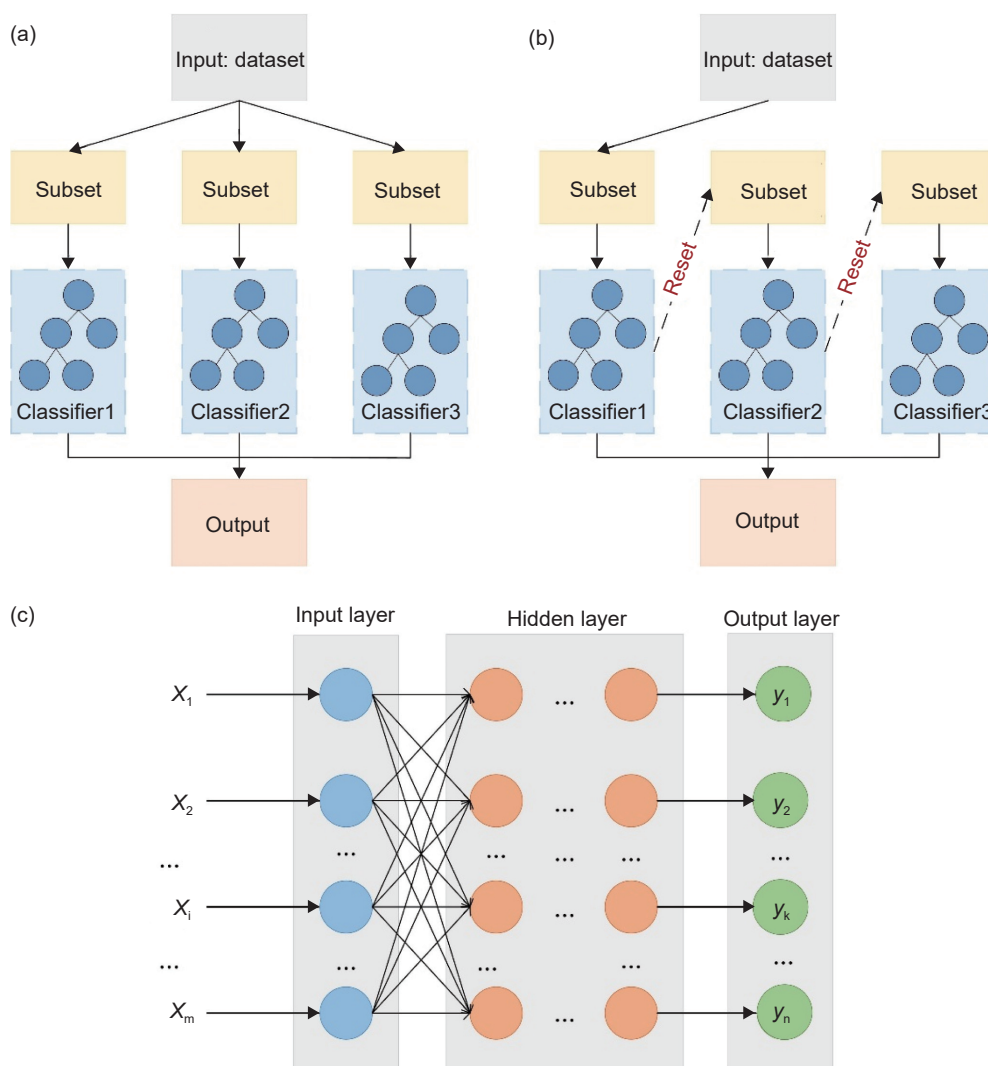 (a)
Input: dataset
Subset Subset Subset
Classifier1 Classifier2 Classifier3
Output
(b)
Input: dataset
Subset Subset Subset
Reset Reset
Classifier1 Classifier2 Classifier3
Output
(c)
Input layer Hidden layer Output layer
X1 ... y1
X2 ... y2
... ... ... ... ... ...
Xi ... yk
... ... ... ... ... ...
Xm ... yn